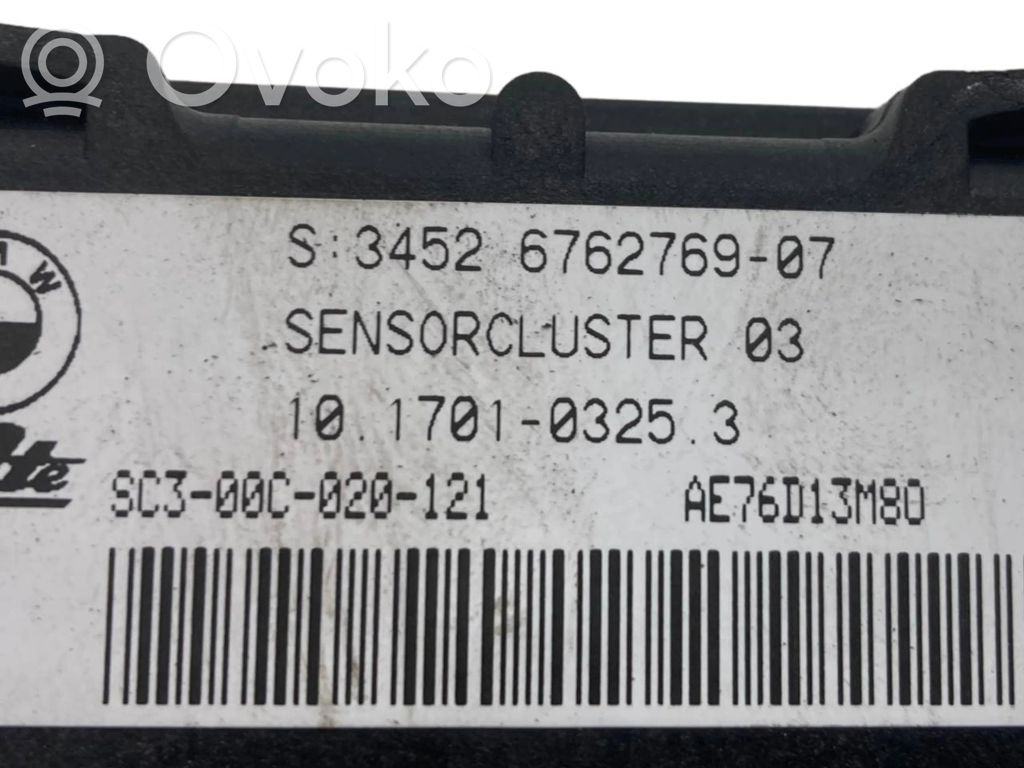 Ovoko
S:3452 6762769-07
SENSORCLUSTER 03
10.1701-0325.3
SC3-00C-020-121 AE76D13M80